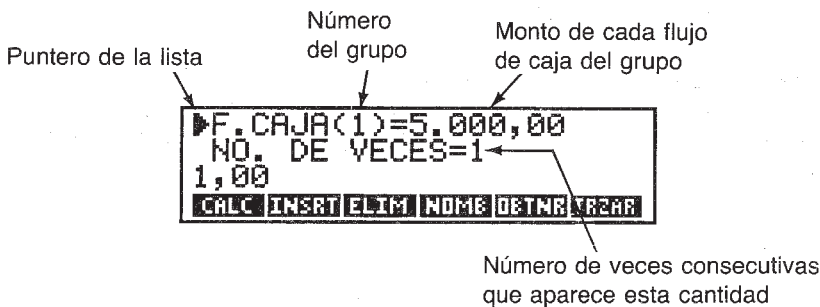 Puntero de la lista
Número
del grupo
Monto de cada flujo
de caja del grupo
F.CAJA(1)=5.000,00
NO. DE VECES=1
1,00
CALC INSRT ELIM NOMB OBTNR TRZAR
Número de veces consecutivas
que aparece esta cantidad